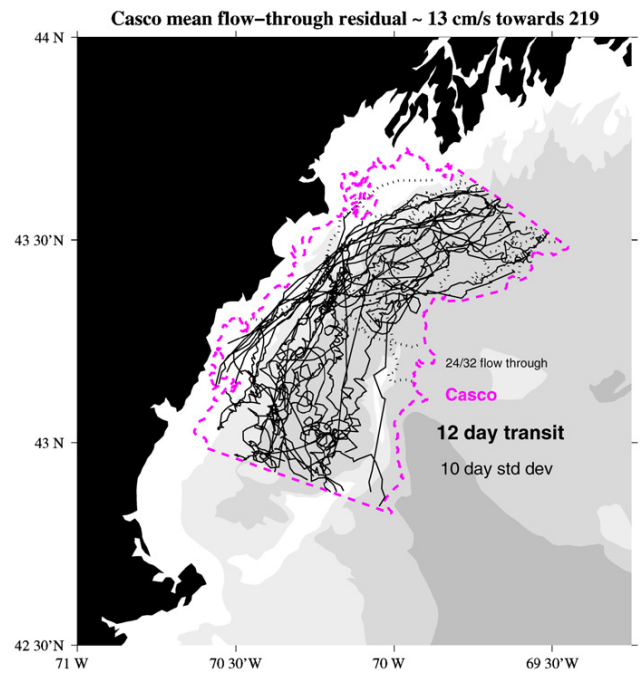 Casco mean flow-through residual ~ 13 cm/s towards 219
44 N
43 30'N
24/32 flow through
Casco
12 day transit
43 N
10 day std dev
42 30'N
71 W
70 30'W
70 W
69 30'W